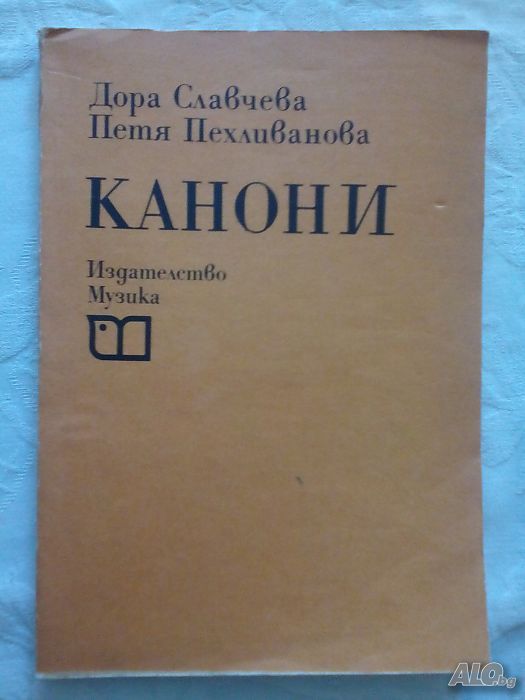 Дора Славчева
Петя Пехливанова
КАНОНИ
Издателство
Музика
ALO.bg